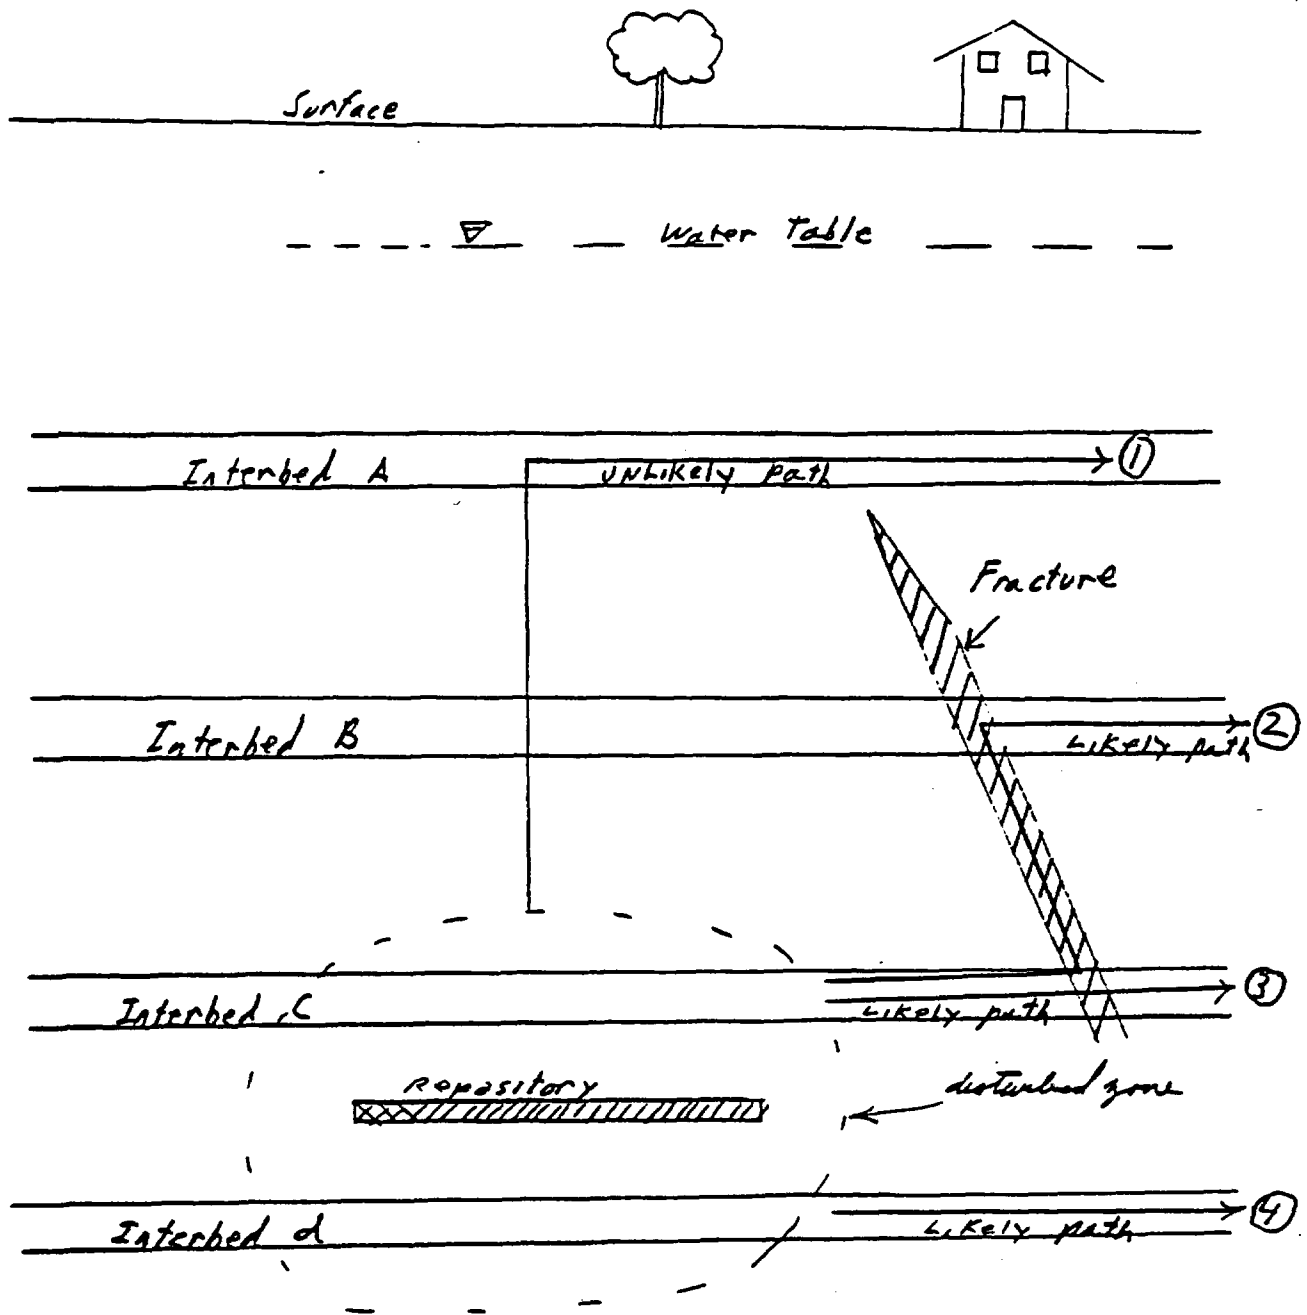 Surface
Water Table
Interbed A
UNLikely path
①
Fracture
Interbed B
②
Likely path
Interbed C
③
Likely path
repasitory
disturbed zone
④
Interbed d
Likely path